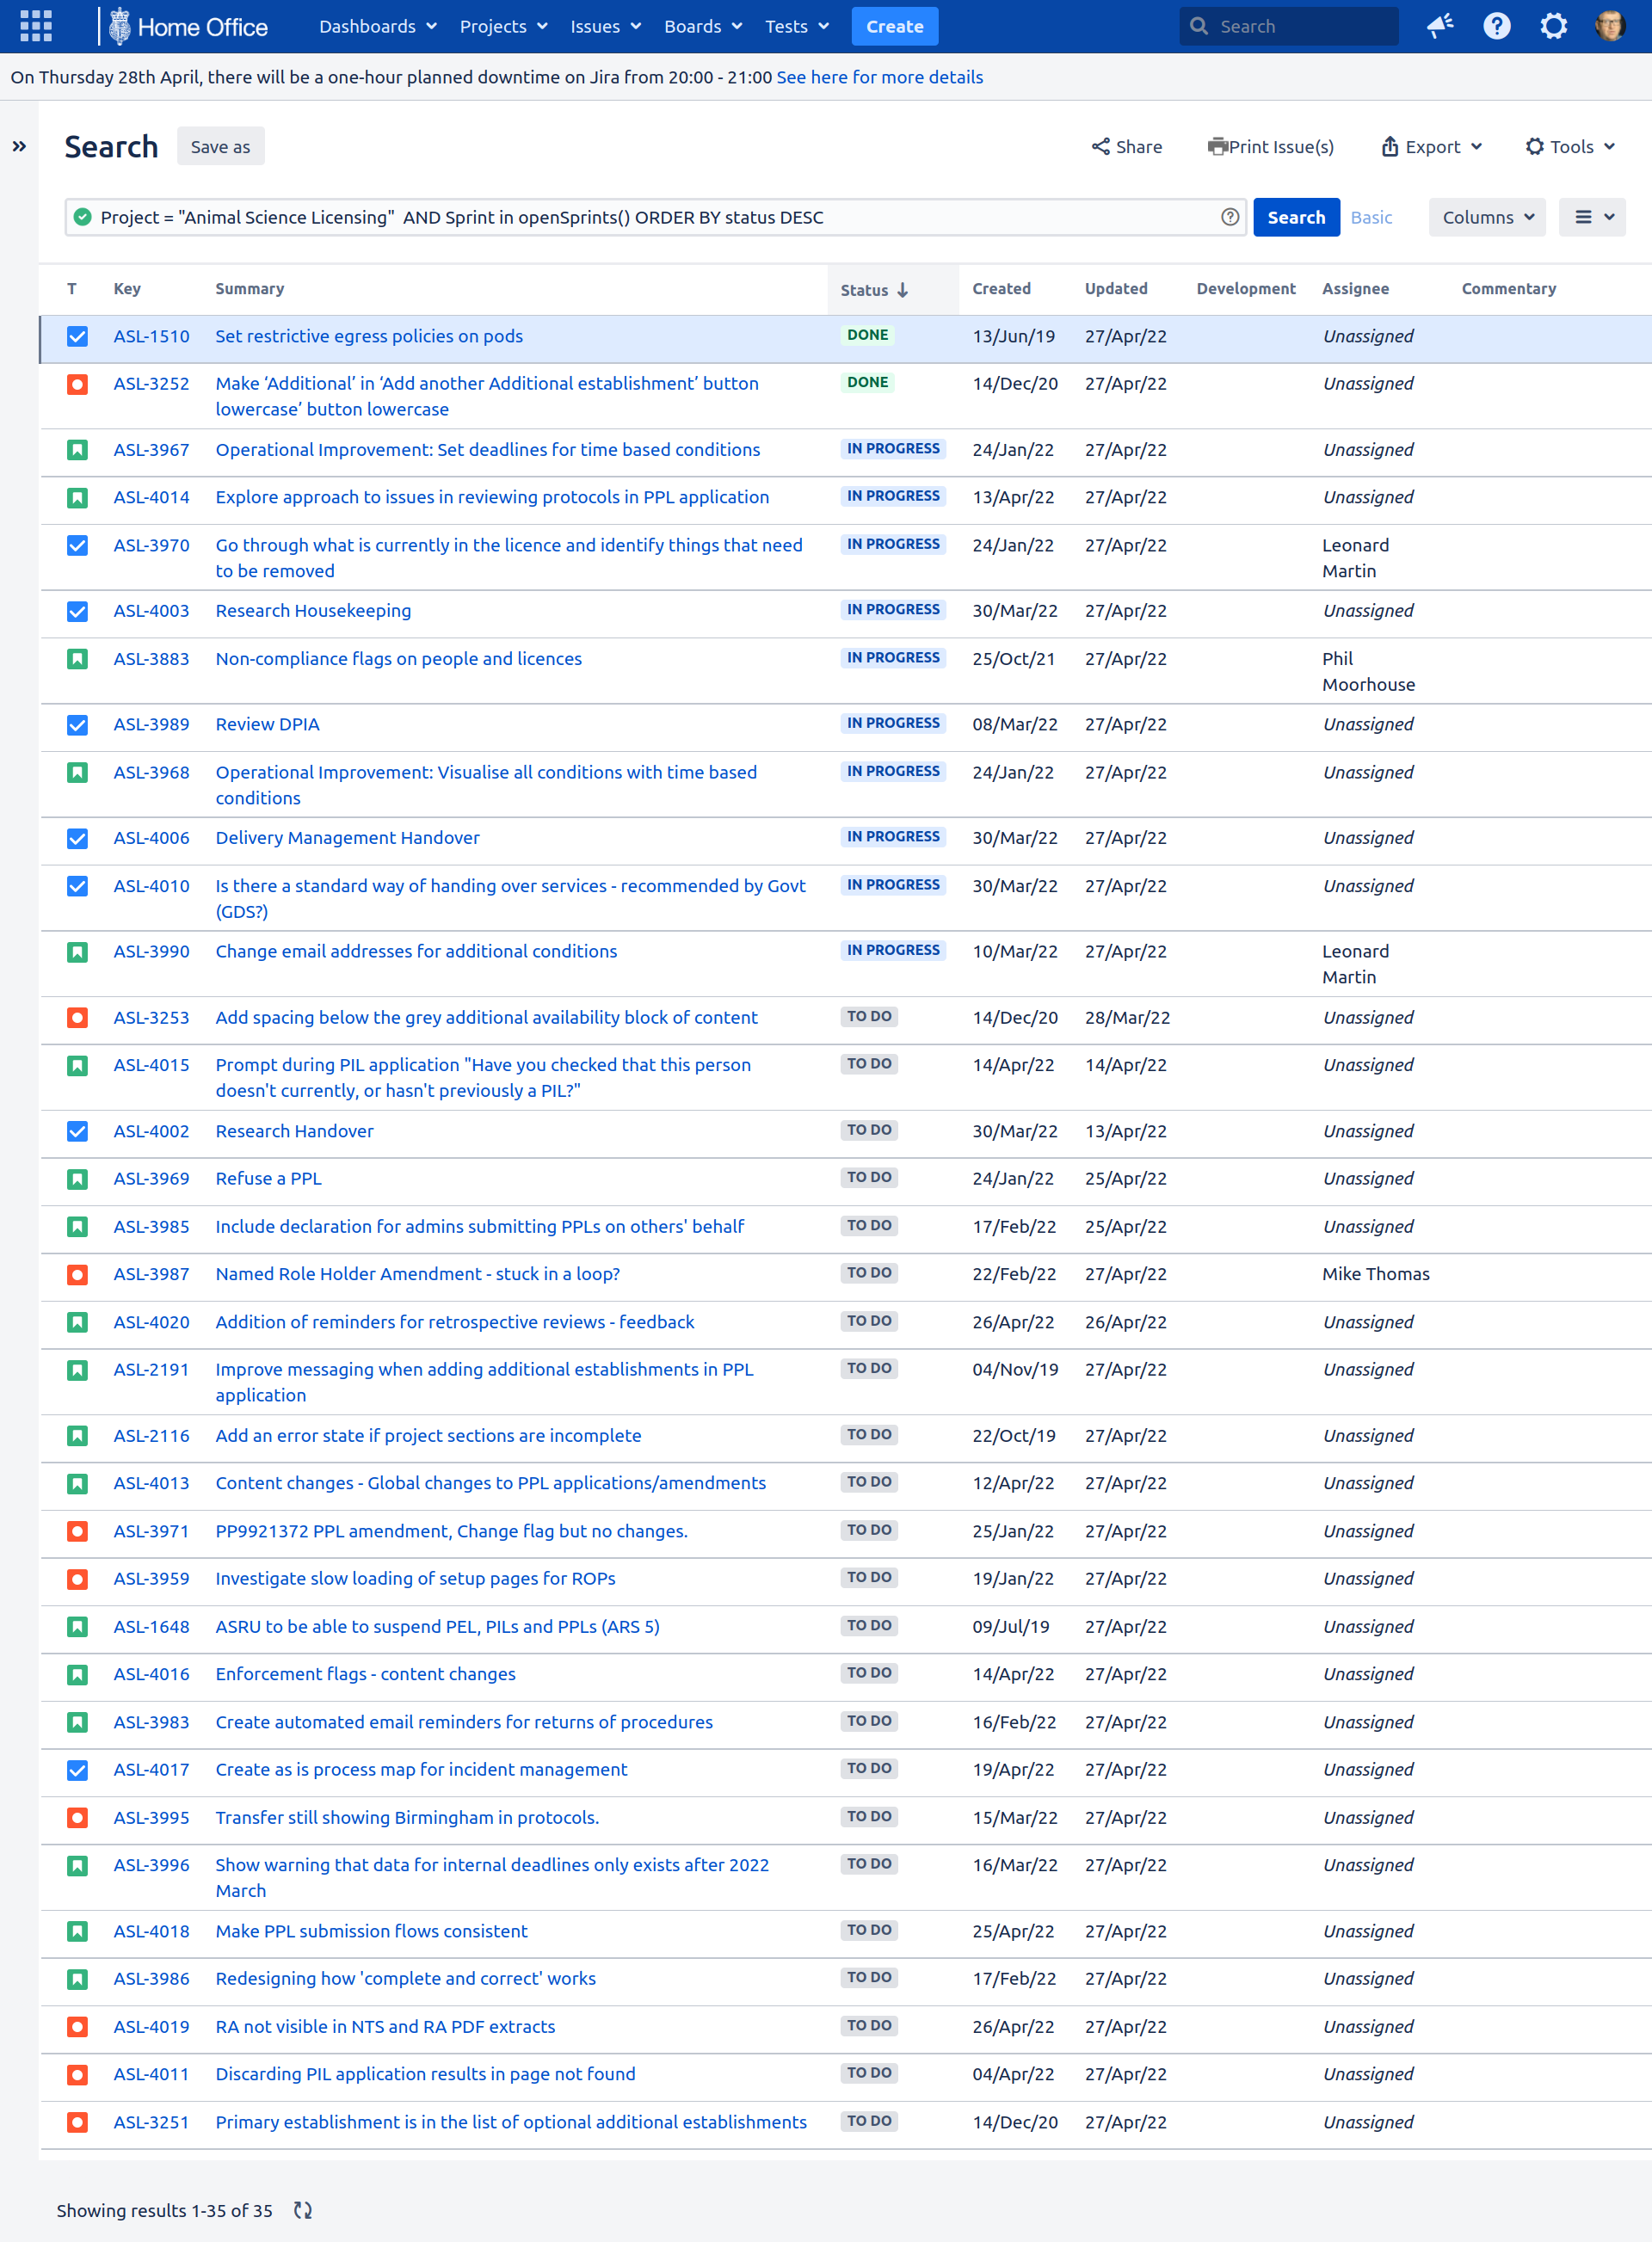 Home Office Dashboards Projects Issues Boards Tests Create Search
On Thursday 28th April, there will be a one-hour planned downtime on Jira from 20:00 - 21:00 See here for more details
Search Save as Share Print Issue(s) Export Tools
Project = "Animal Science Licensing" AND Sprint in openSprints() ORDER BY status DESC Search Basic Columns
T Key Summary Status Created Updated Development Assignee Commentary
ASL-1510 Set restrictive egress policies on pods DONE 13/Jun/19 27/Apr/22 Unassigned
ASL-3252 Make ‘Additional’ in ‘Add another Additional establishment’ button DONE 14/Dec/20 27/Apr/22 Unassigned
lowercase’ button lowercase
ASL-3967 Operational Improvement: Set deadlines for time based conditions IN PROGRESS 24/Jan/22 27/Apr/22 Unassigned
ASL-4014 Explore approach to issues in reviewing protocols in PPL application IN PROGRESS 13/Apr/22 27/Apr/22 Unassigned
ASL-3970 Go through what is currently in the licence and identify things that need IN PROGRESS 24/Jan/22 27/Apr/22 Leonard
to be removed Martin
ASL-4003 Research Housekeeping IN PROGRESS 30/Mar/22 27/Apr/22 Unassigned
ASL-3883 Non-compliance flags on people and licences IN PROGRESS 25/Oct/21 27/Apr/22 Phil
Moorhouse
ASL-3989 Review DPIA IN PROGRESS 08/Mar/22 27/Apr/22 Unassigned
ASL-3968 Operational Improvement: Visualise all conditions with time based IN PROGRESS 24/Jan/22 27/Apr/22 Unassigned
conditions
ASL-4006 Delivery Management Handover IN PROGRESS 30/Mar/22 27/Apr/22 Unassigned
ASL-4010 Is there a standard way of handing over services - recommended by Govt IN PROGRESS 30/Mar/22 27/Apr/22 Unassigned
(GDS?)
ASL-3990 Change email addresses for additional conditions IN PROGRESS 10/Mar/22 27/Apr/22 Leonard
Martin
ASL-3253 Add spacing below the grey additional availability block of content TO DO 14/Dec/20 28/Mar/22 Unassigned
ASL-4015 Prompt during PIL application "Have you checked that this person TO DO 14/Apr/22 14/Apr/22 Unassigned
doesn't currently, or hasn't previously a PIL?"
ASL-4002 Research Handover TO DO 30/Mar/22 13/Apr/22 Unassigned
ASL-3969 Refuse a PPL TO DO 24/Jan/22 25/Apr/22 Unassigned
ASL-3985 Include declaration for admins submitting PPLs on others' behalf TO DO 17/Feb/22 25/Apr/22 Unassigned
ASL-3987 Named Role Holder Amendment - stuck in a loop? TO DO 22/Feb/22 27/Apr/22 Mike Thomas
ASL-4020 Addition of reminders for retrospective reviews - feedback TO DO 26/Apr/22 26/Apr/22 Unassigned
ASL-2191 Improve messaging when adding additional establishments in PPL TO DO 04/Nov/19 27/Apr/22 Unassigned
application
ASL-2116 Add an error state if project sections are incomplete TO DO 22/Oct/19 27/Apr/22 Unassigned
ASL-4013 Content changes - Global changes to PPL applications/amendments TO DO 12/Apr/22 27/Apr/22 Unassigned
ASL-3971 PP9921372 PPL amendment, Change flag but no changes. TO DO 25/Jan/22 27/Apr/22 Unassigned
ASL-3959 Investigate slow loading of setup pages for ROPs TO DO 19/Jan/22 27/Apr/22 Unassigned
ASL-1648 ASRU to be able to suspend PEL, PILs and PPLs (ARS 5) TO DO 09/Jul/19 27/Apr/22 Unassigned
ASL-4016 Enforcement flags - content changes TO DO 14/Apr/22 27/Apr/22 Unassigned
ASL-3983 Create automated email reminders for returns of procedures TO DO 16/Feb/22 27/Apr/22 Unassigned
ASL-4017 Create as is process map for incident management TO DO 19/Apr/22 27/Apr/22 Unassigned
ASL-3995 Transfer still showing Birmingham in protocols. TO DO 15/Mar/22 27/Apr/22 Unassigned
ASL-3996 Show warning that data for internal deadlines only exists after 2022 TO DO 16/Mar/22 27/Apr/22 Unassigned
March
ASL-4018 Make PPL submission flows consistent TO DO 25/Apr/22 27/Apr/22 Unassigned
ASL-3986 Redesigning how 'complete and correct' works TO DO 17/Feb/22 27/Apr/22 Unassigned
ASL-4019 RA not visible in NTS and RA PDF extracts TO DO 26/Apr/22 27/Apr/22 Unassigned
ASL-4011 Discarding PIL application results in page not found TO DO 04/Apr/22 27/Apr/22 Unassigned
ASL-3251 Primary establishment is in the list of optional additional establishments TO DO 14/Dec/20 27/Apr/22 Unassigned
Showing results 1-35 of 35